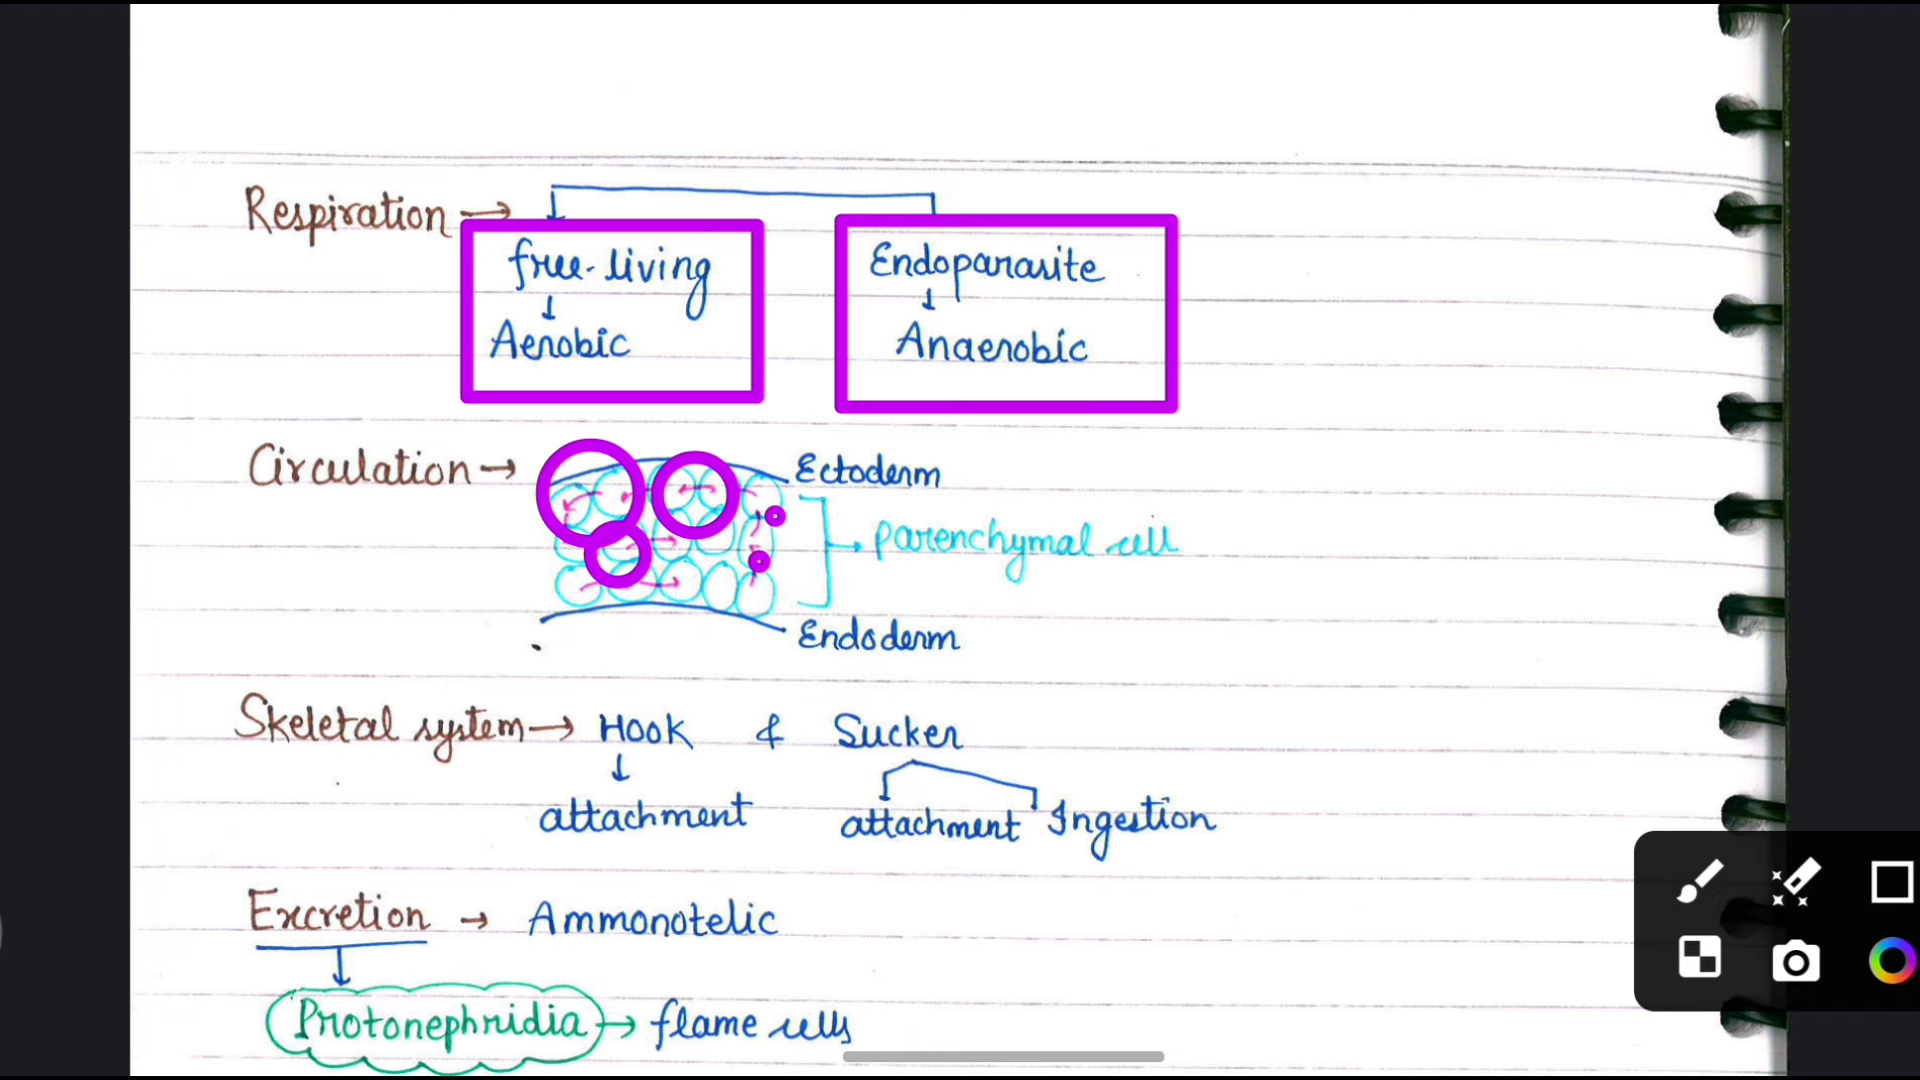 Respiration →
free-living Endoparasite
↓ ↓
Aerobic Anaerobic
Circulation → Ectoderm
→ parenchymal cell
Endoderm
Skeletal system → Hook & Sucker
↓
attachment attachment Ingestion
Excretion → Ammonotelic
Protonephridia → flame cells